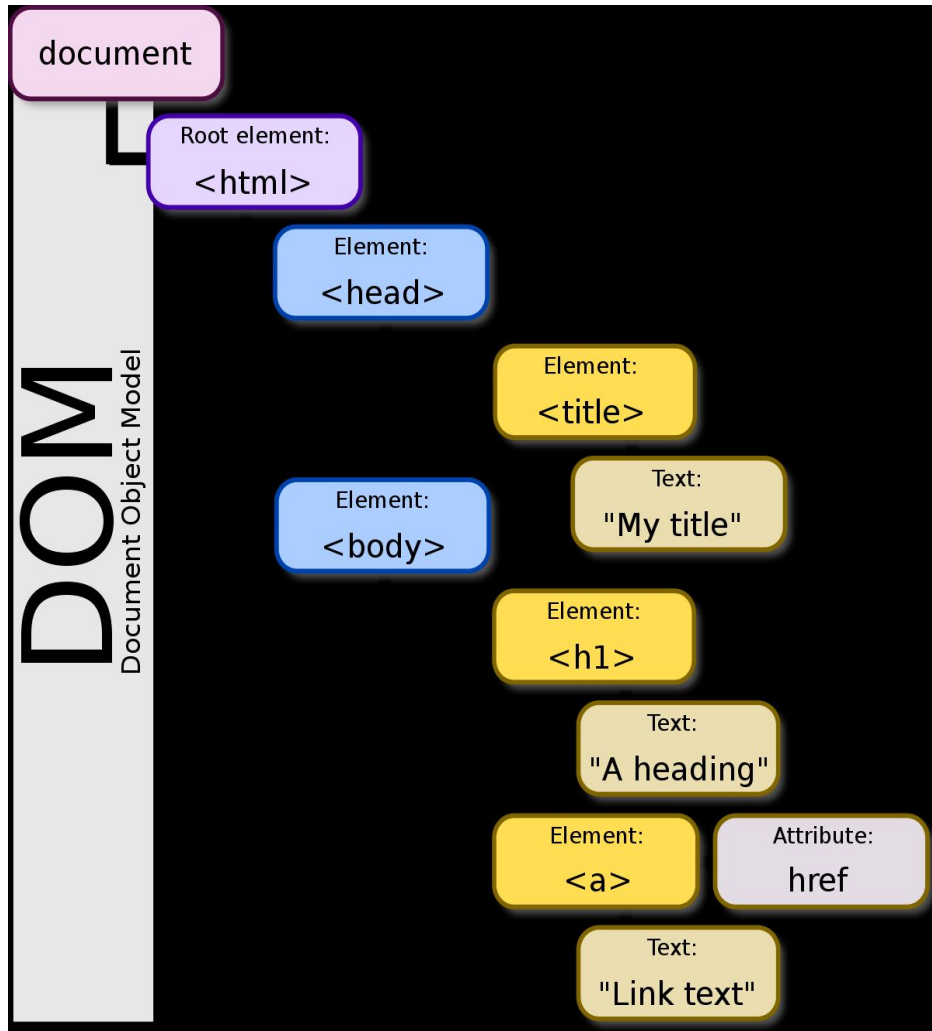 document
Root element:
<html>
Element:
<head>
Element:
<title>
Text:
"My title"
Element:
<body>
Element:
<h1>
Text:
"A heading"
Element:
<a>
Attribute:
href
Text:
"Link text"
DOM
Document Object Model